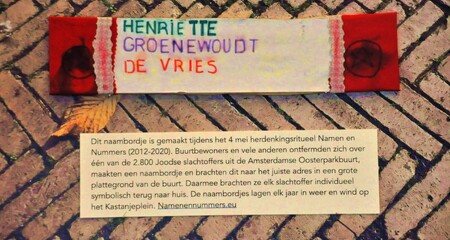 HENRIETTE
GROENEWOUDT
DE VRIES
Dit naambordje is gemaakt tijdens het 4 mei herdenkingsritueel Namen en
Nummers (2012-2020). Buurtbewoners en vele anderen ontfermden zich over
één van de 2.800 Joodse slachtoffers uit de Amsterdamse Oosterparkbuurt,
maakten een naambordje en brachten dit naar het juiste adres in een grote
plattegrond van de buurt. Daarmee brachten ze elk slachtoffer individueel
symbolisch terug naar huis. De naambordjes lagen elk jaar in weer en wind op
het Kastanjeplein. Namenennummers.eu